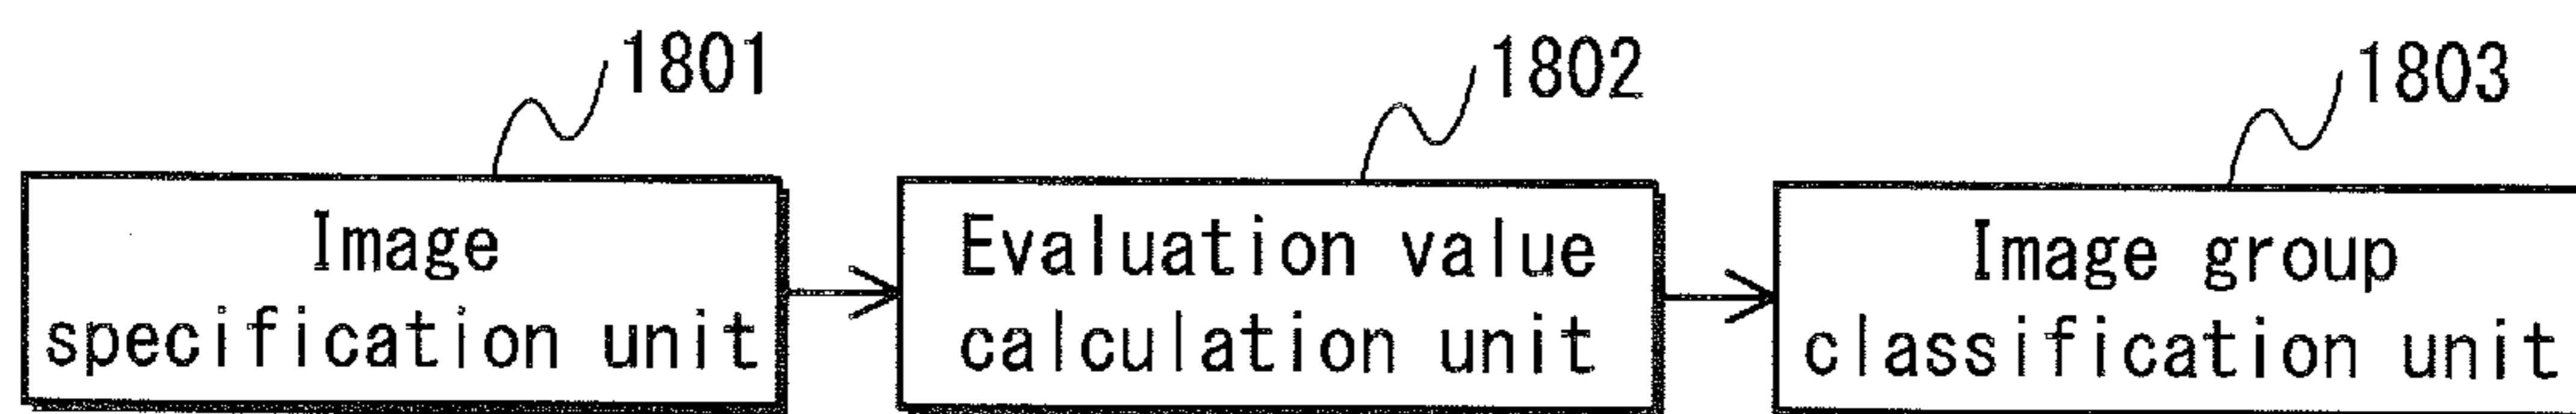 1801
1802
1803
Image
specification unit
Evaluation value
calculation unit
Image group
classification unit